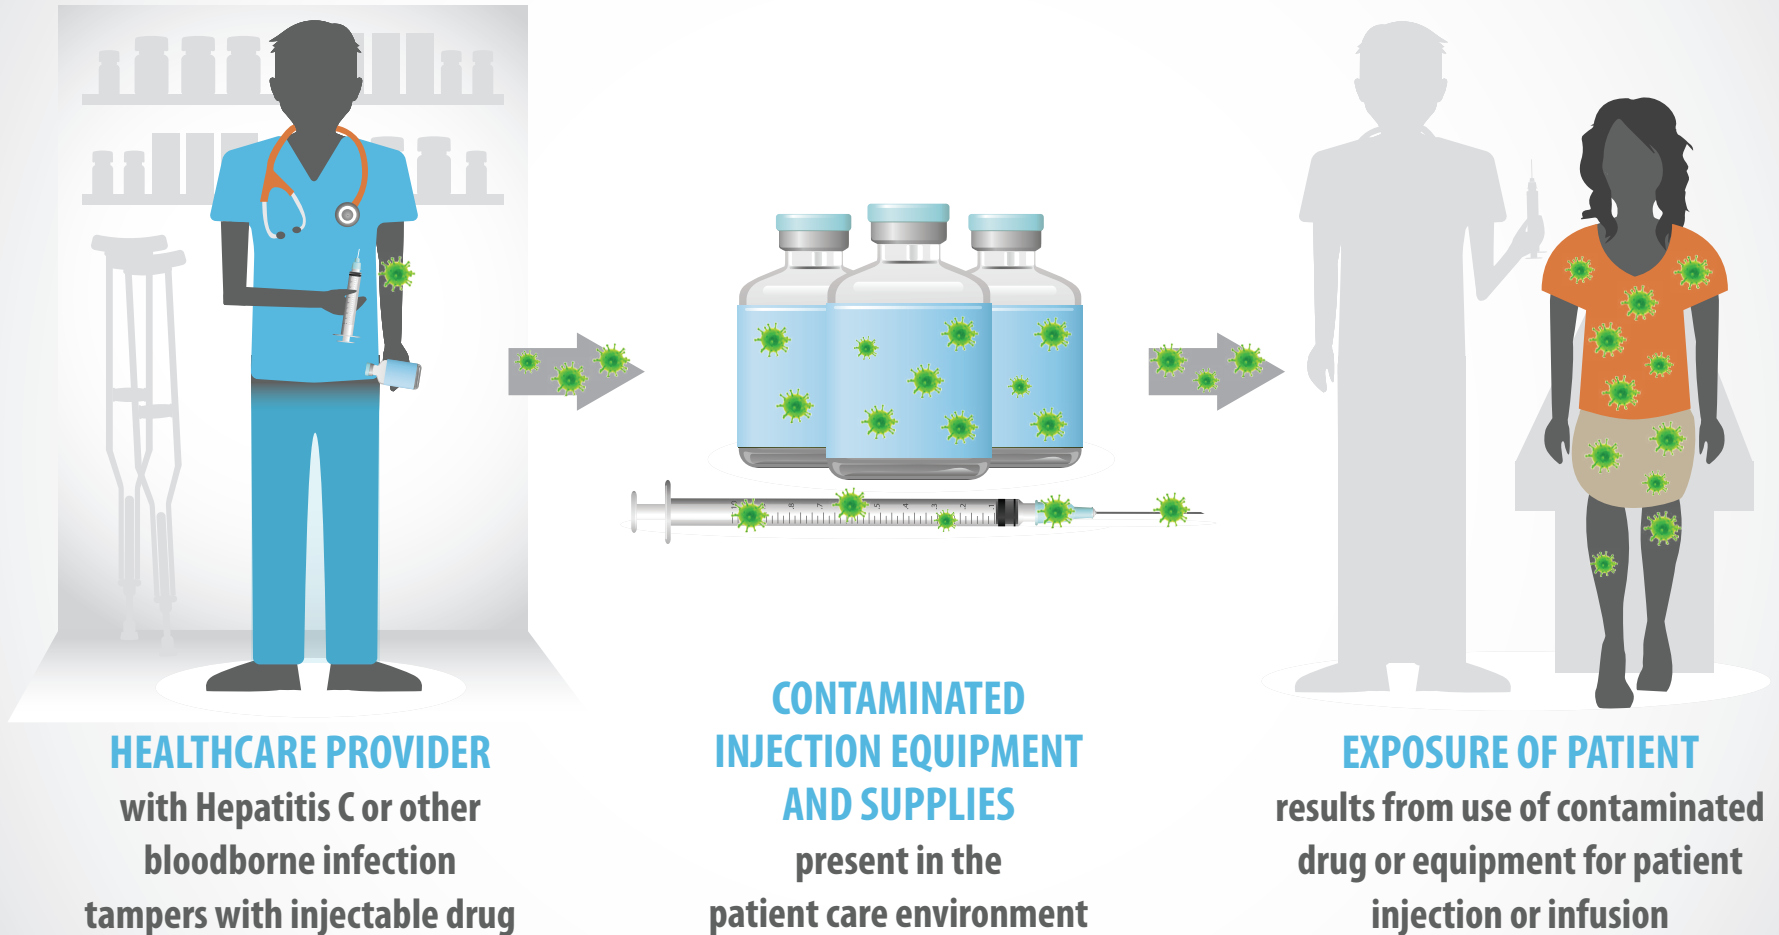 HEALTHCARE PROVIDER
with Hepatitis C or other
bloodborne infection
tampers with injectable drug
CONTAMINATED
INJECTION EQUIPMENT
AND SUPPLIES
present in the
patient care environment
EXPOSURE OF PATIENT
results from use of contaminated
drug or equipment for patient
injection or infusion